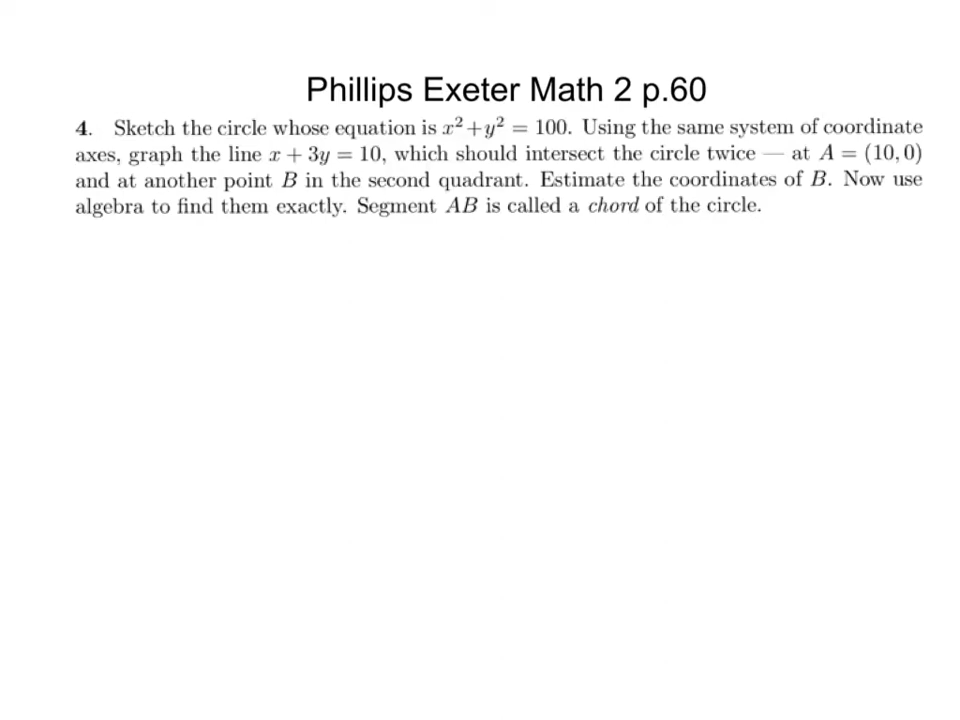 Phillips Exeter Math 2 p.60
4. Sketch the circle whose equation is x² + y² = 100. Using the same system of coordinate
axes, graph the line x + 3y = 10, which should intersect the circle twice — at A = (10, 0)
and at another point B in the second quadrant. Estimate the coordinates of B. Now use
algebra to find them exactly. Segment AB is called a chord of the circle.